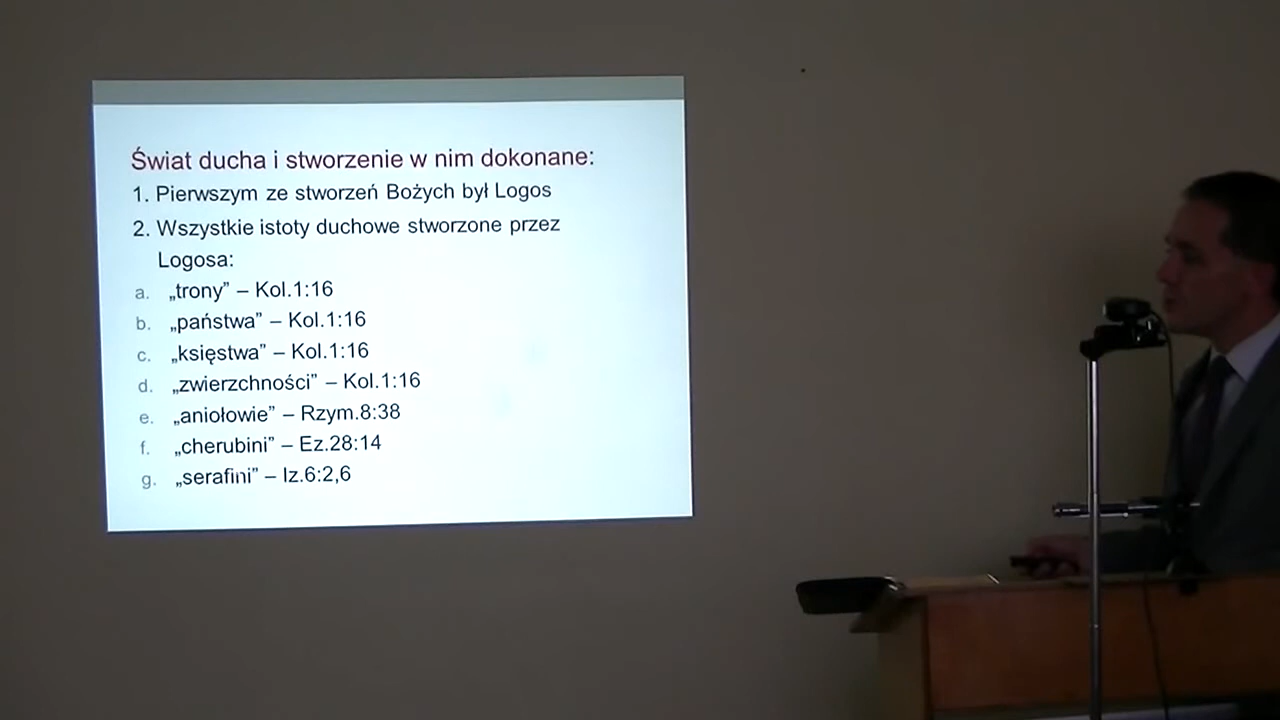 Świat ducha i stworzenie w nim dokonane:
1. Pierwszym ze stworzeń Bożych był Logos
2. Wszystkie istoty duchowe stworzone przez
Logosa:
a. „trony” – Kol.1:16
b. „państwa” – Kol.1:16
c. „księstwa” – Kol.1:16
d. „zwierzchności” – Kol.1:16
e. „aniołowie” – Rzym.8:38
f. „cherubini” – Ez.28:14
g. „serafini” – Iz.6:2,6